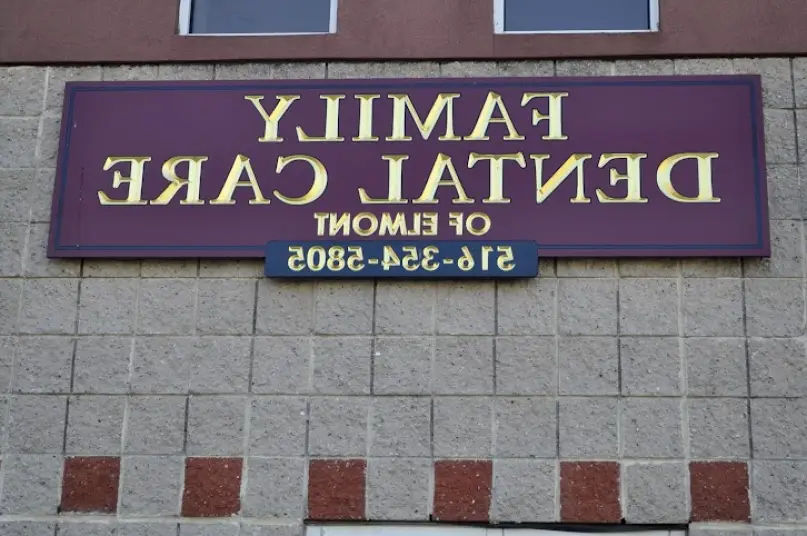 FAMILY
DENTAL CARE
OF ELMONT
516-354-5805